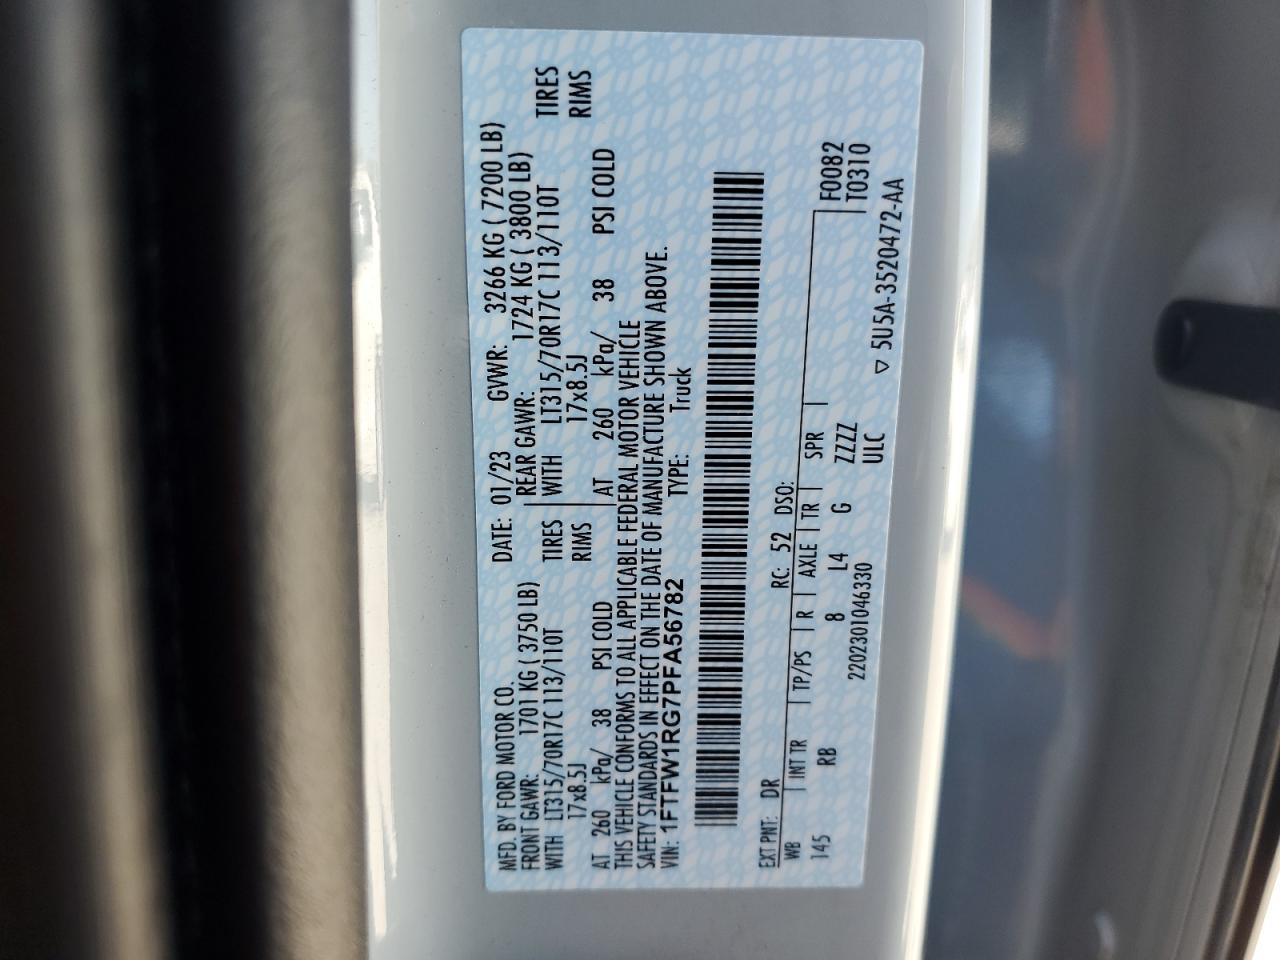 MFD. BY FORD MOTOR CO. DATE: 01/23 GVWR: 3266 KG ( 7200 LB)
FRONT GAWR: 1701 KG ( 3750 LB) REAR GAWR: 1724 KG ( 3800 LB)
WITH LT315/70R17C 113/110T TIRES WITH LT315/70R17C 113/110T TIRES
17x8.5J RIMS 17x8.5J RIMS
AT 260 kPa/ 38 PSI COLD AT 260 kPa/ 38 PSI COLD
THIS VEHICLE CONFORMS TO ALL APPLICABLE FEDERAL MOTOR VEHICLE
SAFETY STANDARDS IN EFFECT ON THE DATE OF MANUFACTURE SHOWN ABOVE.
VIN: 1FTFW1RG7PFA56782 TYPE: Truck
EXT PNT: DR RC: 52 DSO:
WB INT TR TP/PS R AXLE TR SPR F0082
145 RB 8 L4 G ZZZZ T0310
2202301046330 ULC
▽ 5U5A-3520472-AA